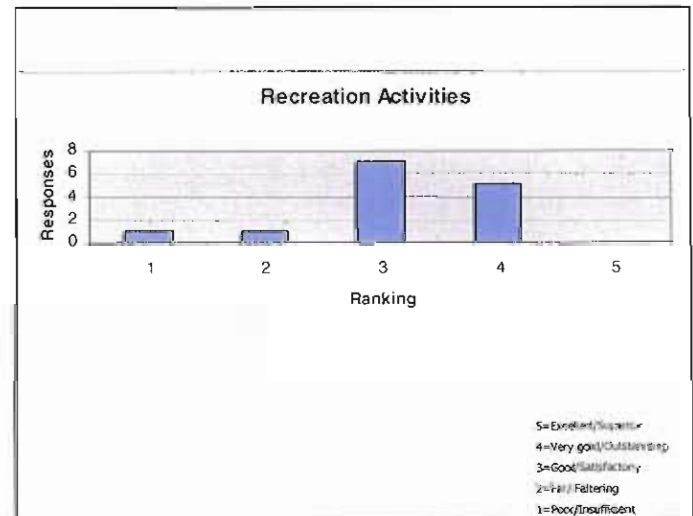 Recreation Activities
Responses
8
6
4
2
0
1 2 3 4 5
Ranking
5=Excellent/Superior
4=Very good/Outstanding
3=Good/Satisfactory
2=Fair/Faltering
1=Poor/Insufficient